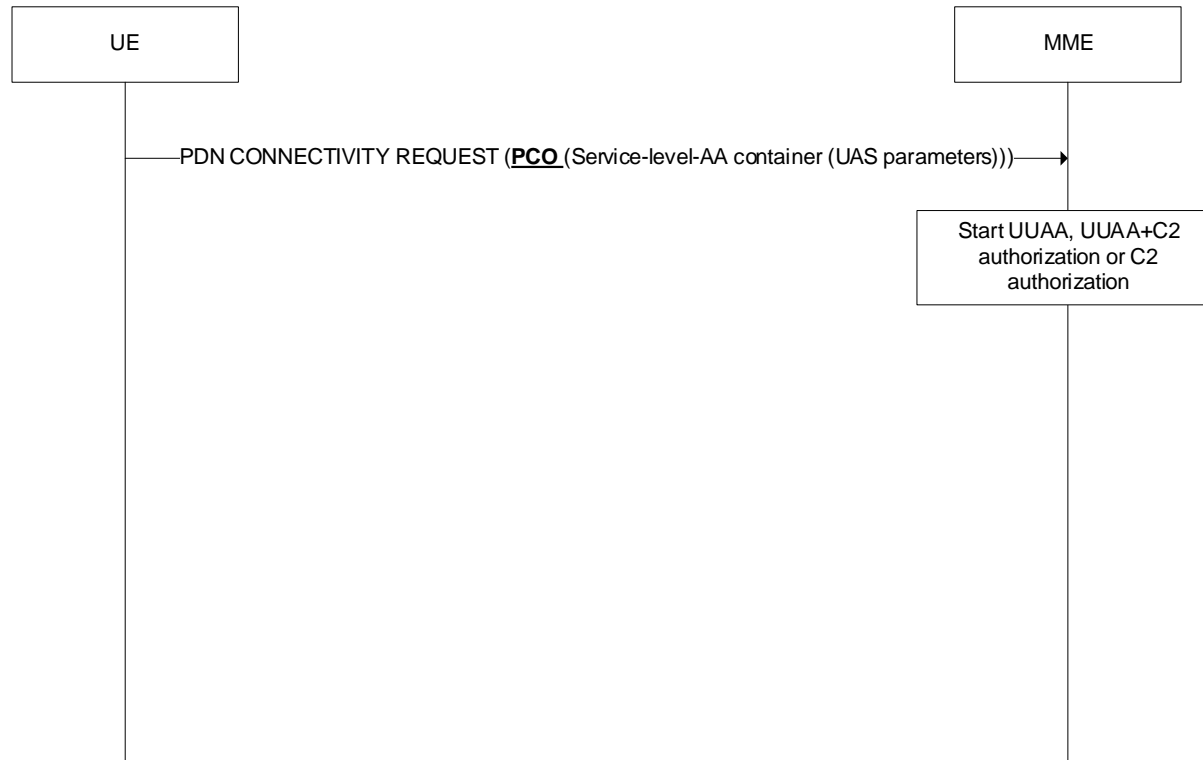 UE
MME
PDN CONNECTIVITY REQUEST (PCO (Service-level-AA container (UAS parameters)))
Start UUAA, UUAA+C2
authorization or C2
authorization